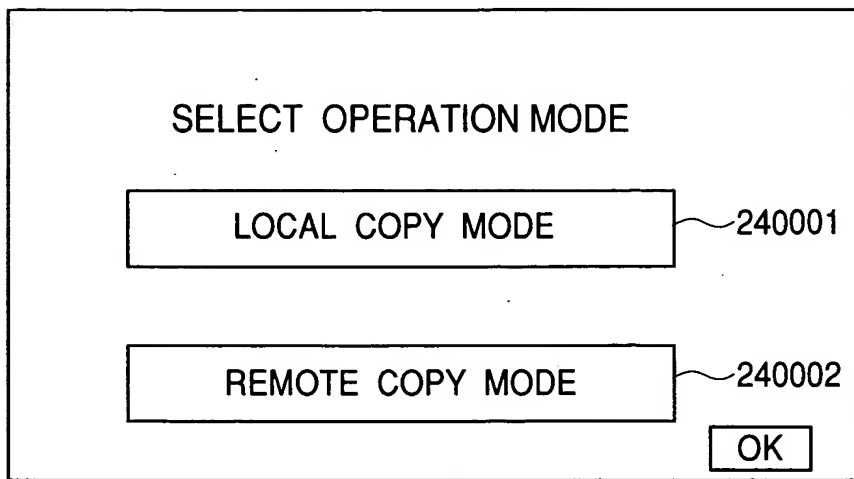 SELECT OPERATION MODE
LOCAL COPY MODE
240001
REMOTE COPY MODE
240002
OK